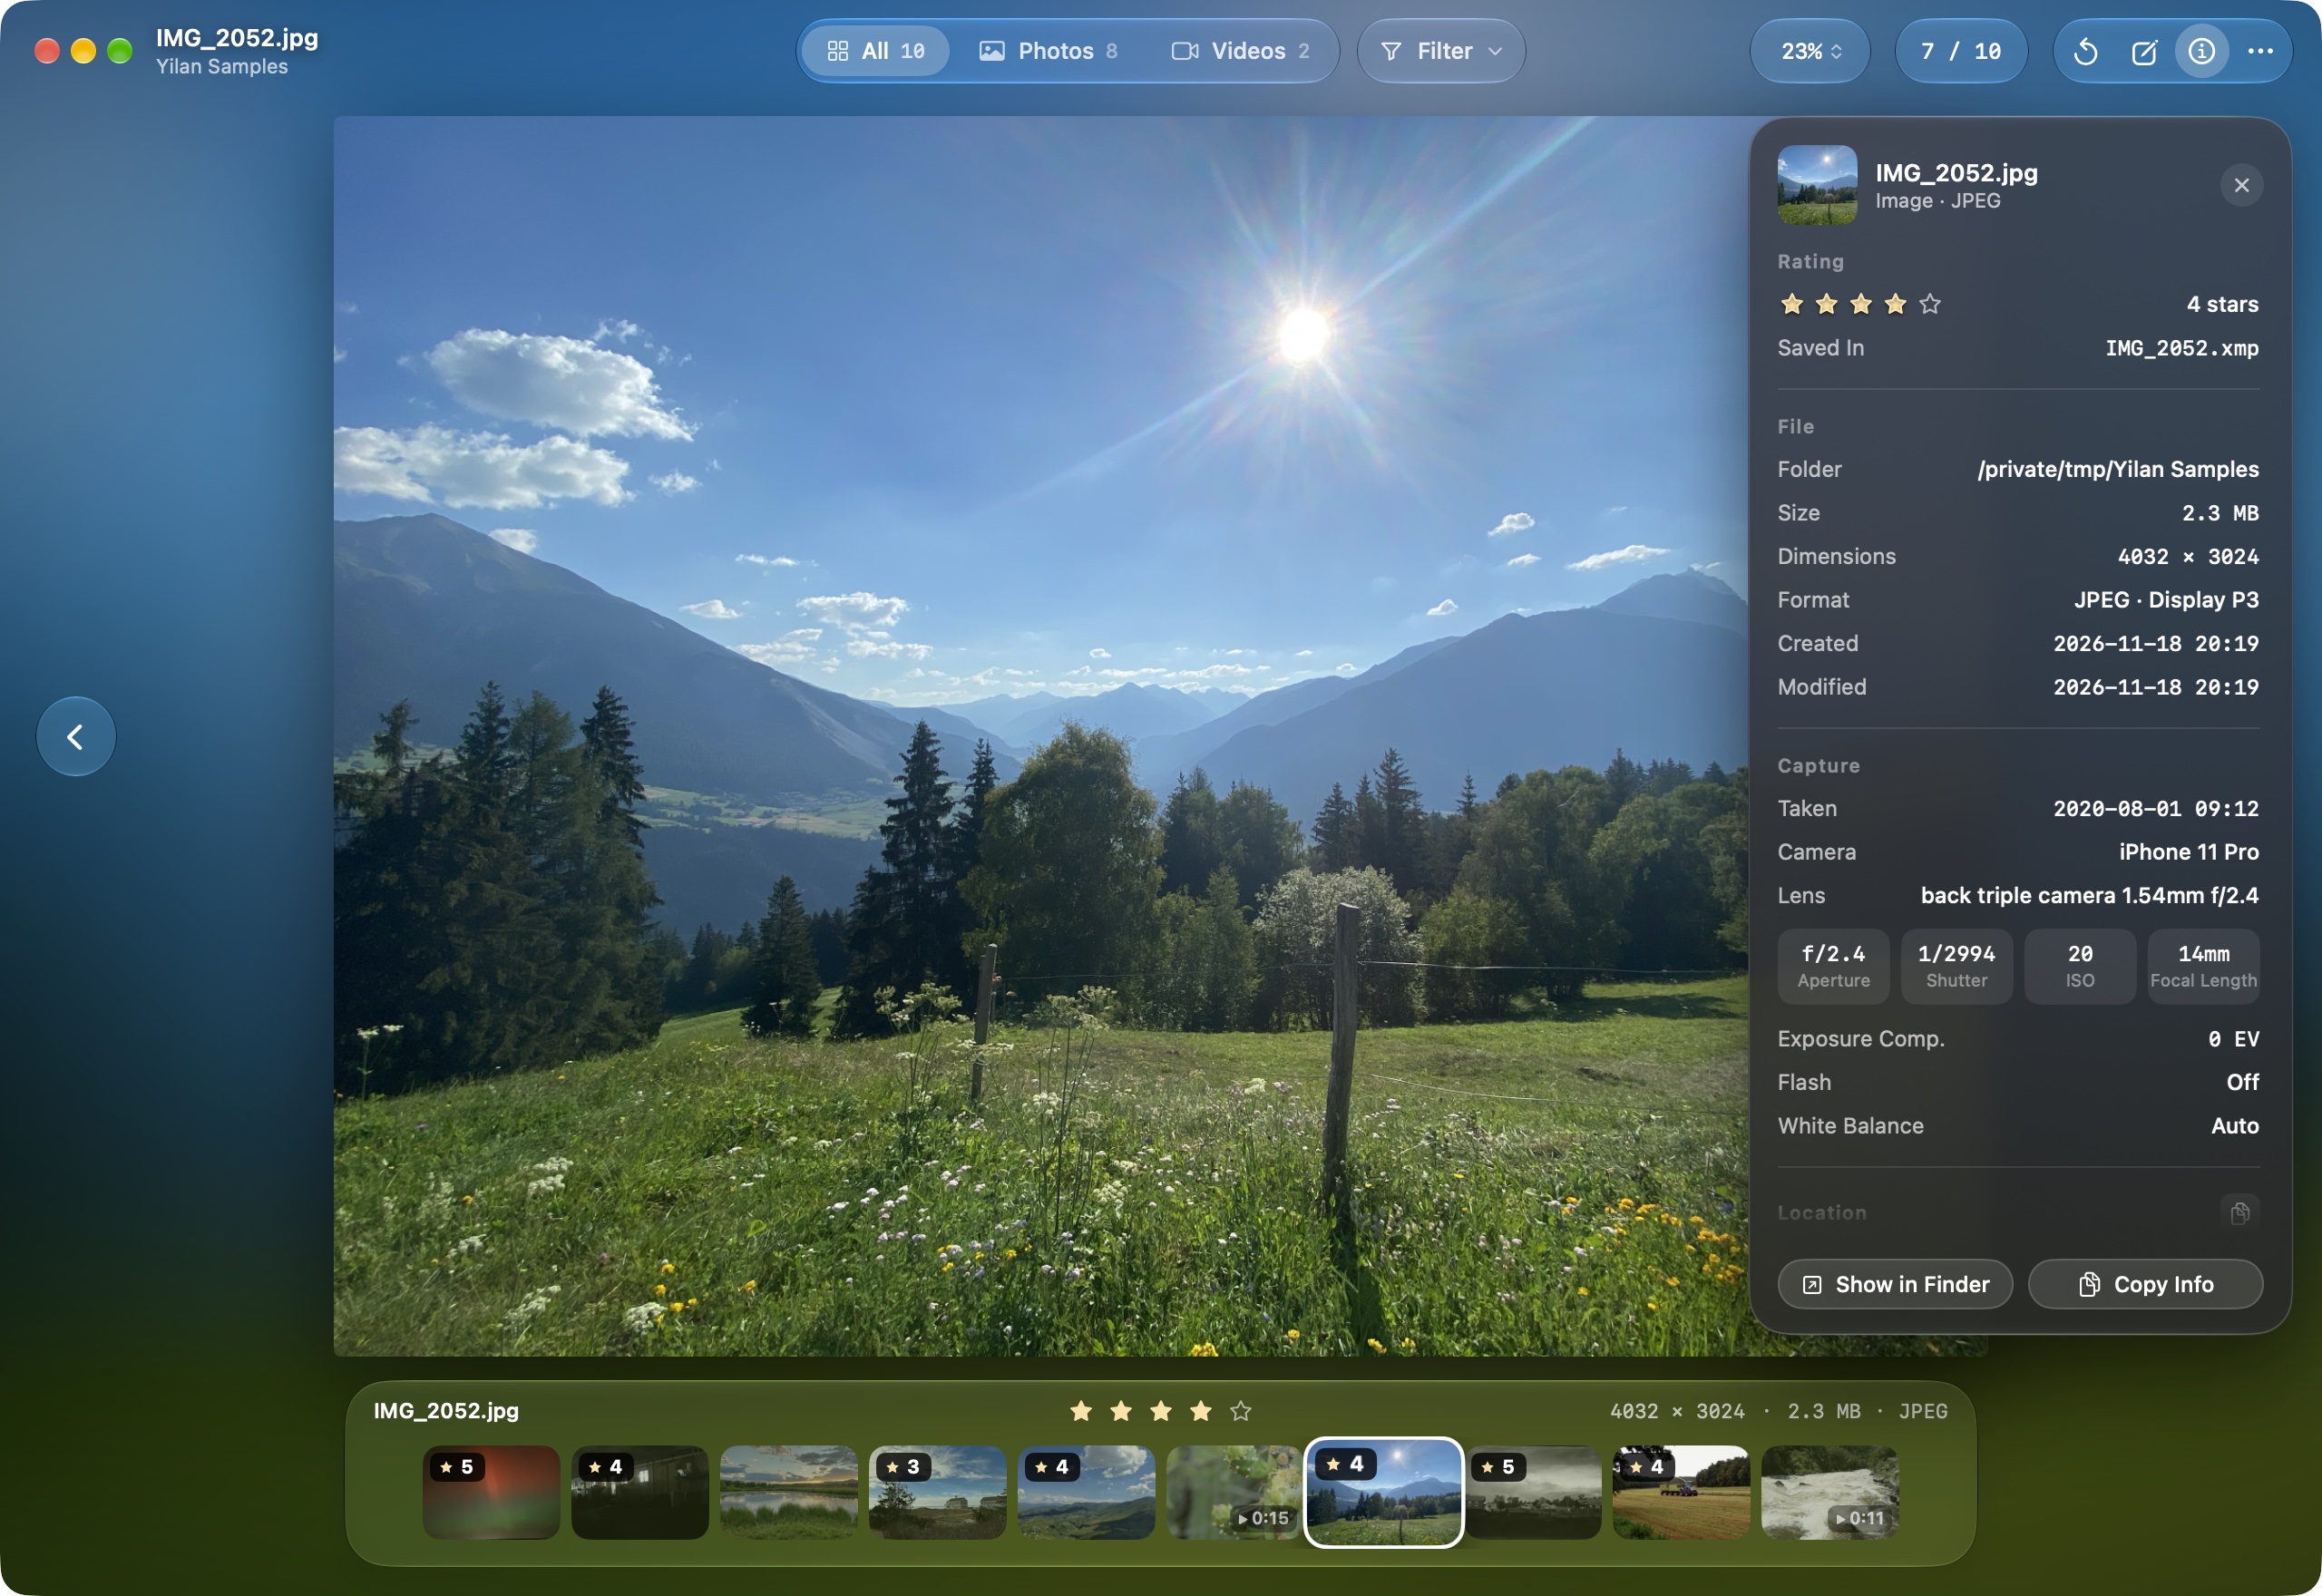 IMG_2052.jpg
Yilan Samples
All 10
Photos 8
Videos 2
Filter
23%
7 / 10
IMG_2052.jpg
Image · JPEG
Rating
4 stars
Saved In IMG_2052.xmp
File
Folder /private/tmp/Yilan Samples
Size 2.3 MB
Dimensions 4032 × 3024
Format JPEG · Display P3
Created 2026-11-18 20:19
Modified 2026-11-18 20:19
Capture
Taken 2020-08-01 09:12
Camera iPhone 11 Pro
Lens back triple camera 1.54mm f/2.4
f/2.4 1/2994 20 14mm
Aperture Shutter ISO Focal Length
Exposure Comp. 0 EV
Flash Off
White Balance Auto
Location
Show in Finder Copy Info
IMG_2052.jpg 4032 × 3024 · 2.3 MB · JPEG
5 4 3 4 4 5 4
0:15 0:11